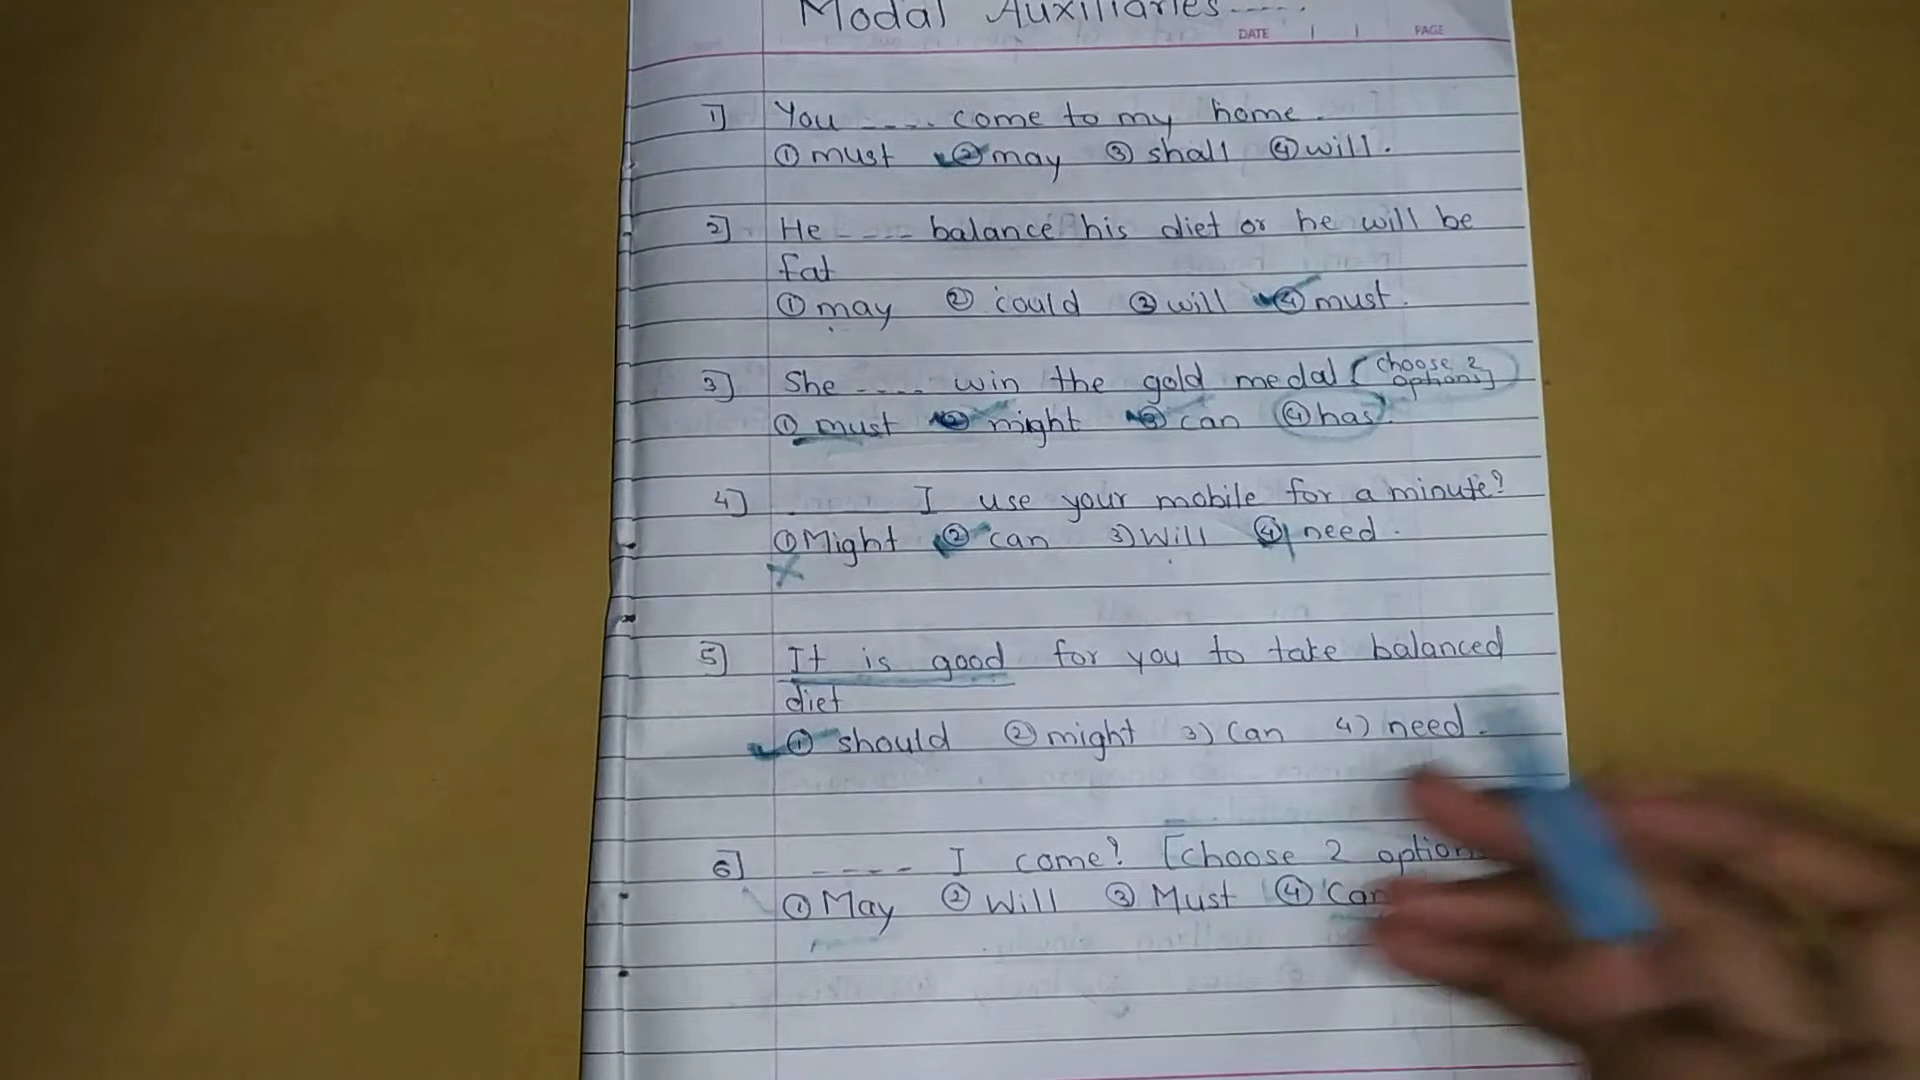 Modal Auxiliaries-----.
DATE | | PAGE
1] You ---. come to my home.
① must ② may ③ shall ④ will.
2] He ---- balance his diet or he will be
fat
① may ② could ③ will ④ must.
3] She ---. win the gold medal [choose 2
options]
① must ② might ③ can ④ has.
4] ---- I use your mobile for a minute?
① Might ② can 3) Will ④ need.
5] It is good for you to take balanced
diet
① should ② might 3) Can 4) need.
6] ---- I come? [choose 2
① May ② Will ③ Must ④ Can